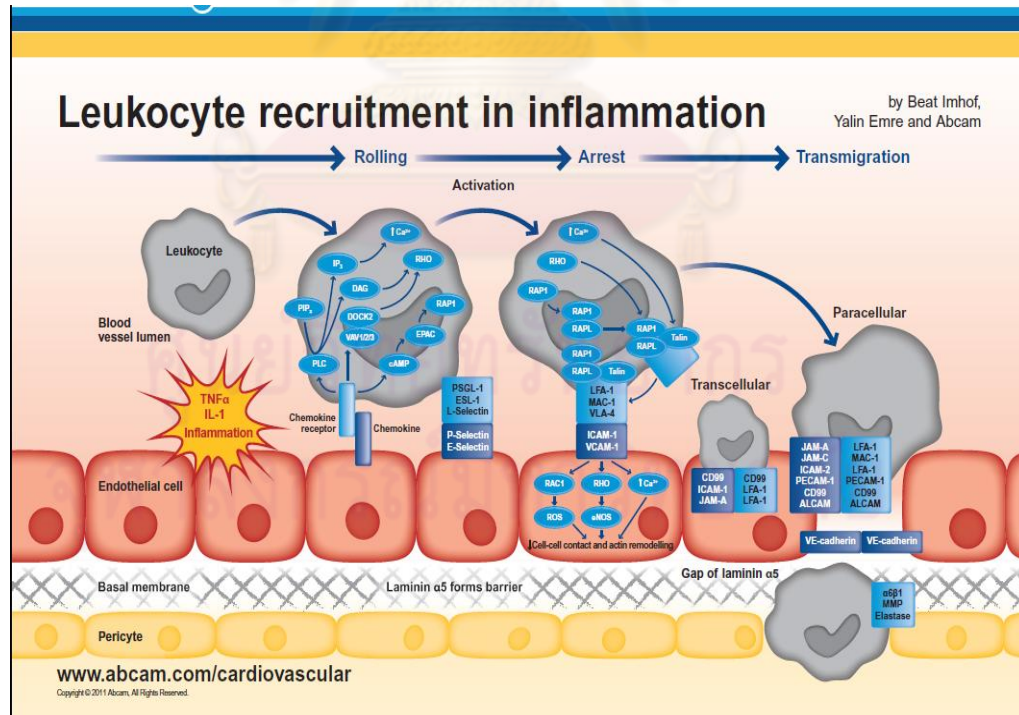 Leukocyte recruitment in inflammation
by Beat Imhof,
Yalin Emre and Abcam
Rolling
Arrest
Transmigration
Activation
Leukocyte
Blood
vessel lumen
TNFα
IL-1
Inflammation
↑Ca²⁺
IP₃
RHO
DAG
PIP₂
DOCK2
RAP1
VAV1/2/3
EPAC
PLC
cAMP
Chemokine
receptor
Chemokine
PSGL-1
ESL-1
L-Selectin
P-Selectin
E-Selectin
↑Ca²⁺
RHO
RAP1
RAP1
RAPL
RAP1
RAPL
Talin
RAP1
RAPL
Talin
LFA-1
MAC-1
VLA-4
ICAM-1
VCAM-1
RAC1
RHO
↑Ca²⁺
ROS
eNOS
↓Cell-cell contact and actin remodelling
Transcellular
CD99
ICAM-1
JAM-A
CD99
LFA-1
LFA-1
Paracellular
JAM-A
JAM-C
ICAM-2
PECAM-1
CD99
ALCAM
LFA-1
MAC-1
LFA-1
PECAM-1
CD99
ALCAM
VE-cadherin
VE-cadherin
Endothelial cell
Basal membrane
Laminin α5 forms barrier
Gap of laminin α5
α6β1
MMP
Elastase
Pericyte
www.abcam.com/cardiovascular
Copyright © 2011 Abcam, All Rights Reserved.